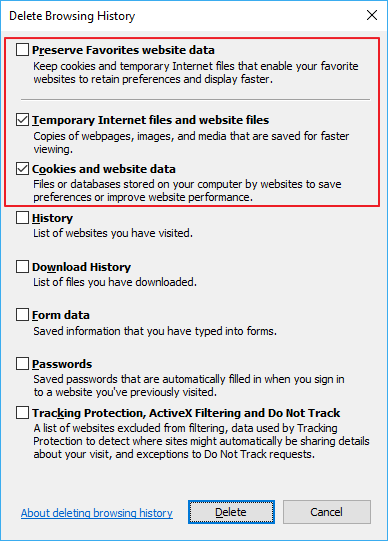 Delete Browsing History
Preserve Favorites website data
Keep cookies and temporary Internet files that enable your favorite
websites to retain preferences and display faster.
Temporary Internet files and website files
Copies of webpages, images, and media that are saved for faster
viewing.
Cookies and website data
Files or databases stored on your computer by websites to save
preferences or improve website performance.
History
List of websites you have visited.
Download History
List of files you have downloaded.
Form data
Saved information that you have typed into forms.
Passwords
Saved passwords that are automatically filled in when you sign in
to a website you've previously visited.
Tracking Protection, ActiveX Filtering and Do Not Track
A list of websites excluded from filtering, data used by Tracking
Protection to detect where sites might automatically be sharing details
about your visit, and exceptions to Do Not Track requests.
About deleting browsing history
Delete
Cancel